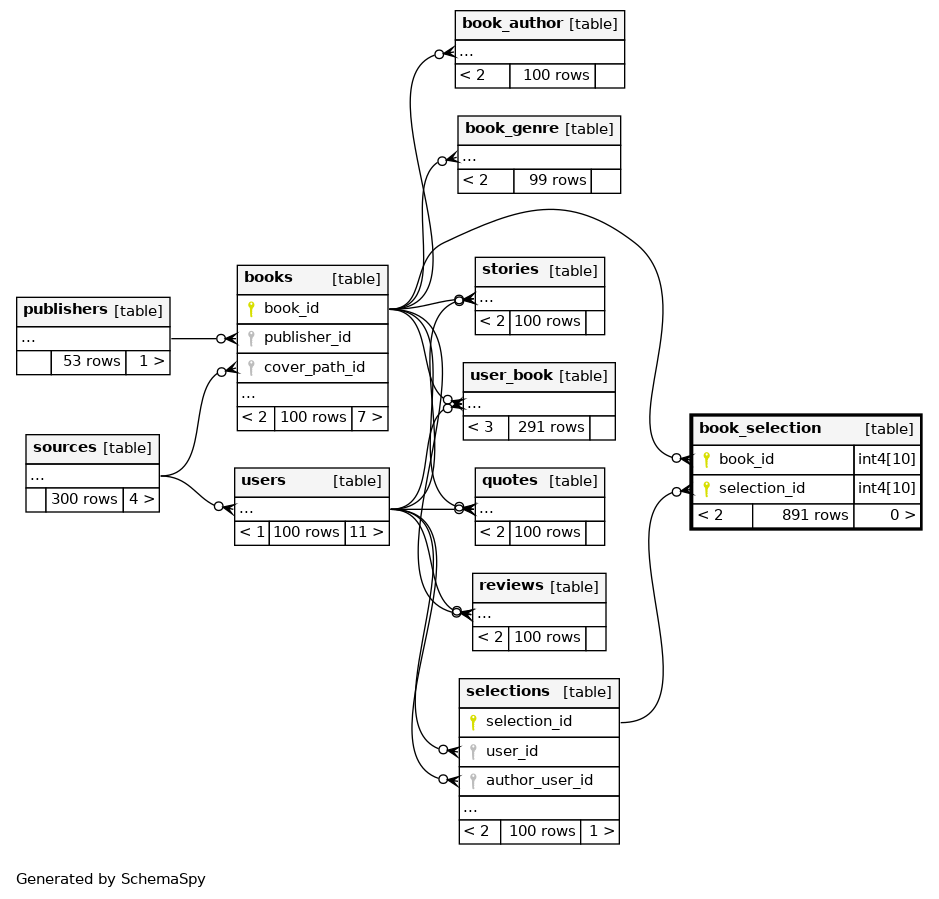 book_author [table]
...
< 2 100 rows
book_genre [table]
...
< 2 99 rows
stories [table]
...
< 2 100 rows
books [table]
book_id
publisher_id
cover_path_id
...
< 2 100 rows 7 >
publishers [table]
...
53 rows 1 >
user_book [table]
...
< 3 291 rows
book_selection [table]
book_id int4[10]
selection_id int4[10]
< 2 891 rows 0 >
sources [table]
...
300 rows 4 >
users [table]
...
< 1 100 rows 11 >
quotes [table]
...
< 2 100 rows
reviews [table]
...
< 2 100 rows
selections [table]
selection_id
user_id
author_user_id
...
< 2 100 rows 1 >
Generated by SchemaSpy